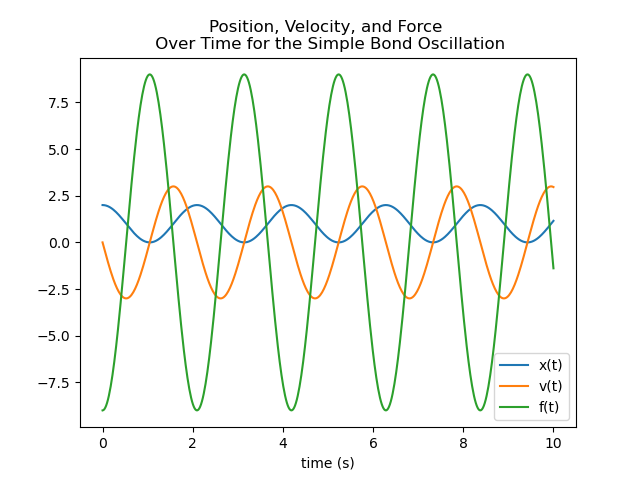 Position, Velocity, and Force
Over Time for the Simple Bond Oscillation
7.5
5.0
2.5
0.0
−2.5
−5.0
−7.5
x(t)
v(t)
f(t)
0
2
4
6
8
10
time (s)